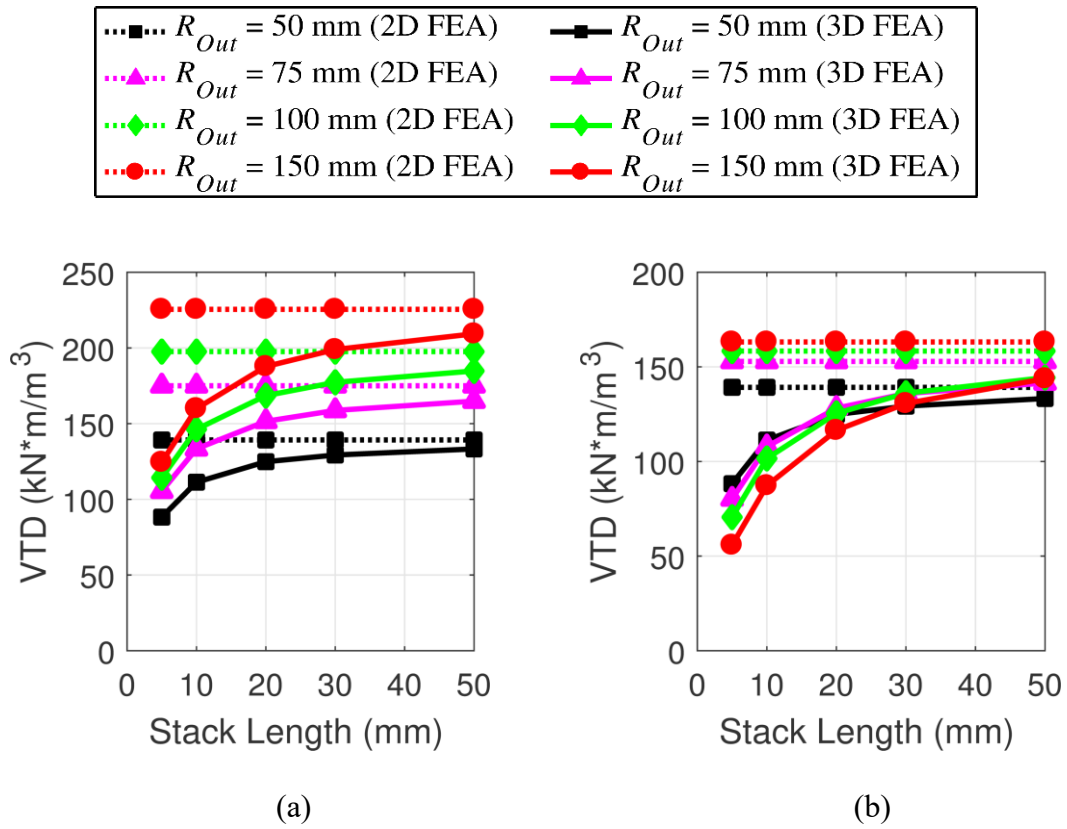 R_Out = 50 mm (2D FEA) R_Out = 50 mm (3D FEA)
R_Out = 75 mm (2D FEA) R_Out = 75 mm (3D FEA)
R_Out = 100 mm (2D FEA) R_Out = 100 mm (3D FEA)
R_Out = 150 mm (2D FEA) R_Out = 150 mm (3D FEA)
VTD (kN*m/m³)
250
200
150
100
50
0
0 10 20 30 40 50
Stack Length (mm)
(a)
VTD (kN*m/m³)
200
150
100
50
0
0 10 20 30 40 50
Stack Length (mm)
(b)